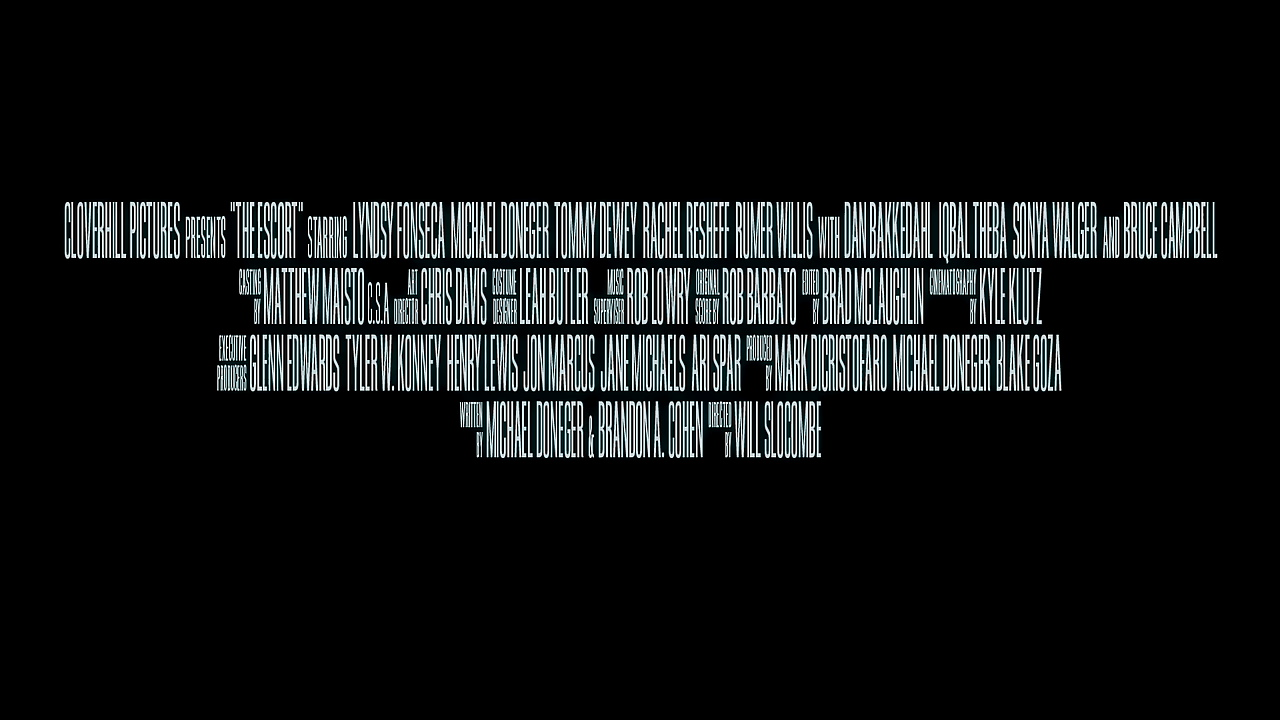 CLOVERHILL PICTURES PRESENTS "THE ESCORT" STARRING LYNDSY FONSECA MICHAEL DONEGER TOMMY DEWEY RACHEL RESHEFF RUMER WILLIS WITH DAN BAKKEDAHL IQBAL THEBA SONYA WALGER AND BRUCE CAMPBELL
CASTING BY MATTHEW MAISTO C.S.A ART DIRECTOR CHRIS DAVIS COSTUME DESIGNER LEAH BUTLER MUSIC SUPERVISOR ROB LOWRY ORIGINAL SCORE BY ROB BARBATO EDITED BY BRAD MCLAUGHLIN CINEMATOGRAPHY BY KYLE KLUTZ
EXECUTIVE PRODUCERS GLENN EDWARDS TYLER W. KONNEY HENRY LEWIS JON MARCUS JANE MICHAELS ARI SPAR PRODUCED BY MARK DICRISTOFARO MICHAEL DONEGER BLAKE GOZA
WRITTEN BY MICHAEL DONEGER & BRANDON A. COHEN DIRECTED BY WILL SLOCOMBE